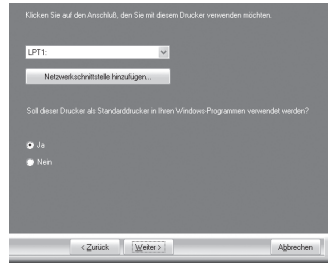 Klicken Sie auf den Anschluß, den Sie mit diesem Drucker verwenden möchten.
LPT1:
Netzwerkschnittstelle hinzufügen...
Soll dieser Drucker als Standarddrucker in Ihren Windows-Programmen verwendet werden?
Ja
Nein
< Zurück Weiter > Abbrechen